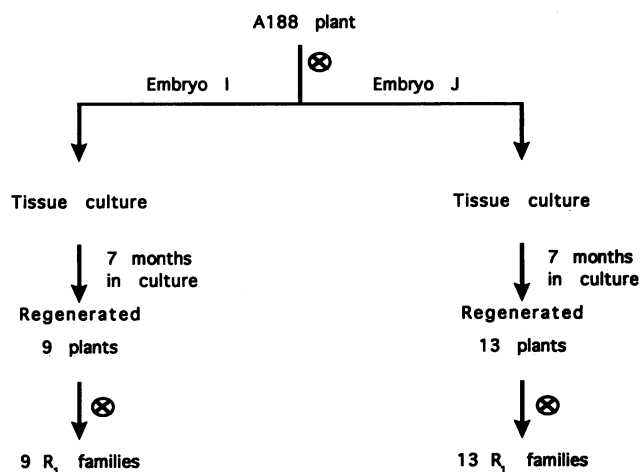 A188 plant
Embryo I
Embryo J
Tissue culture
Tissue culture
7 months
in culture
7 months
in culture
Regenerated
9 plants
Regenerated
13 plants
9 R₁ families
13 R₁ families